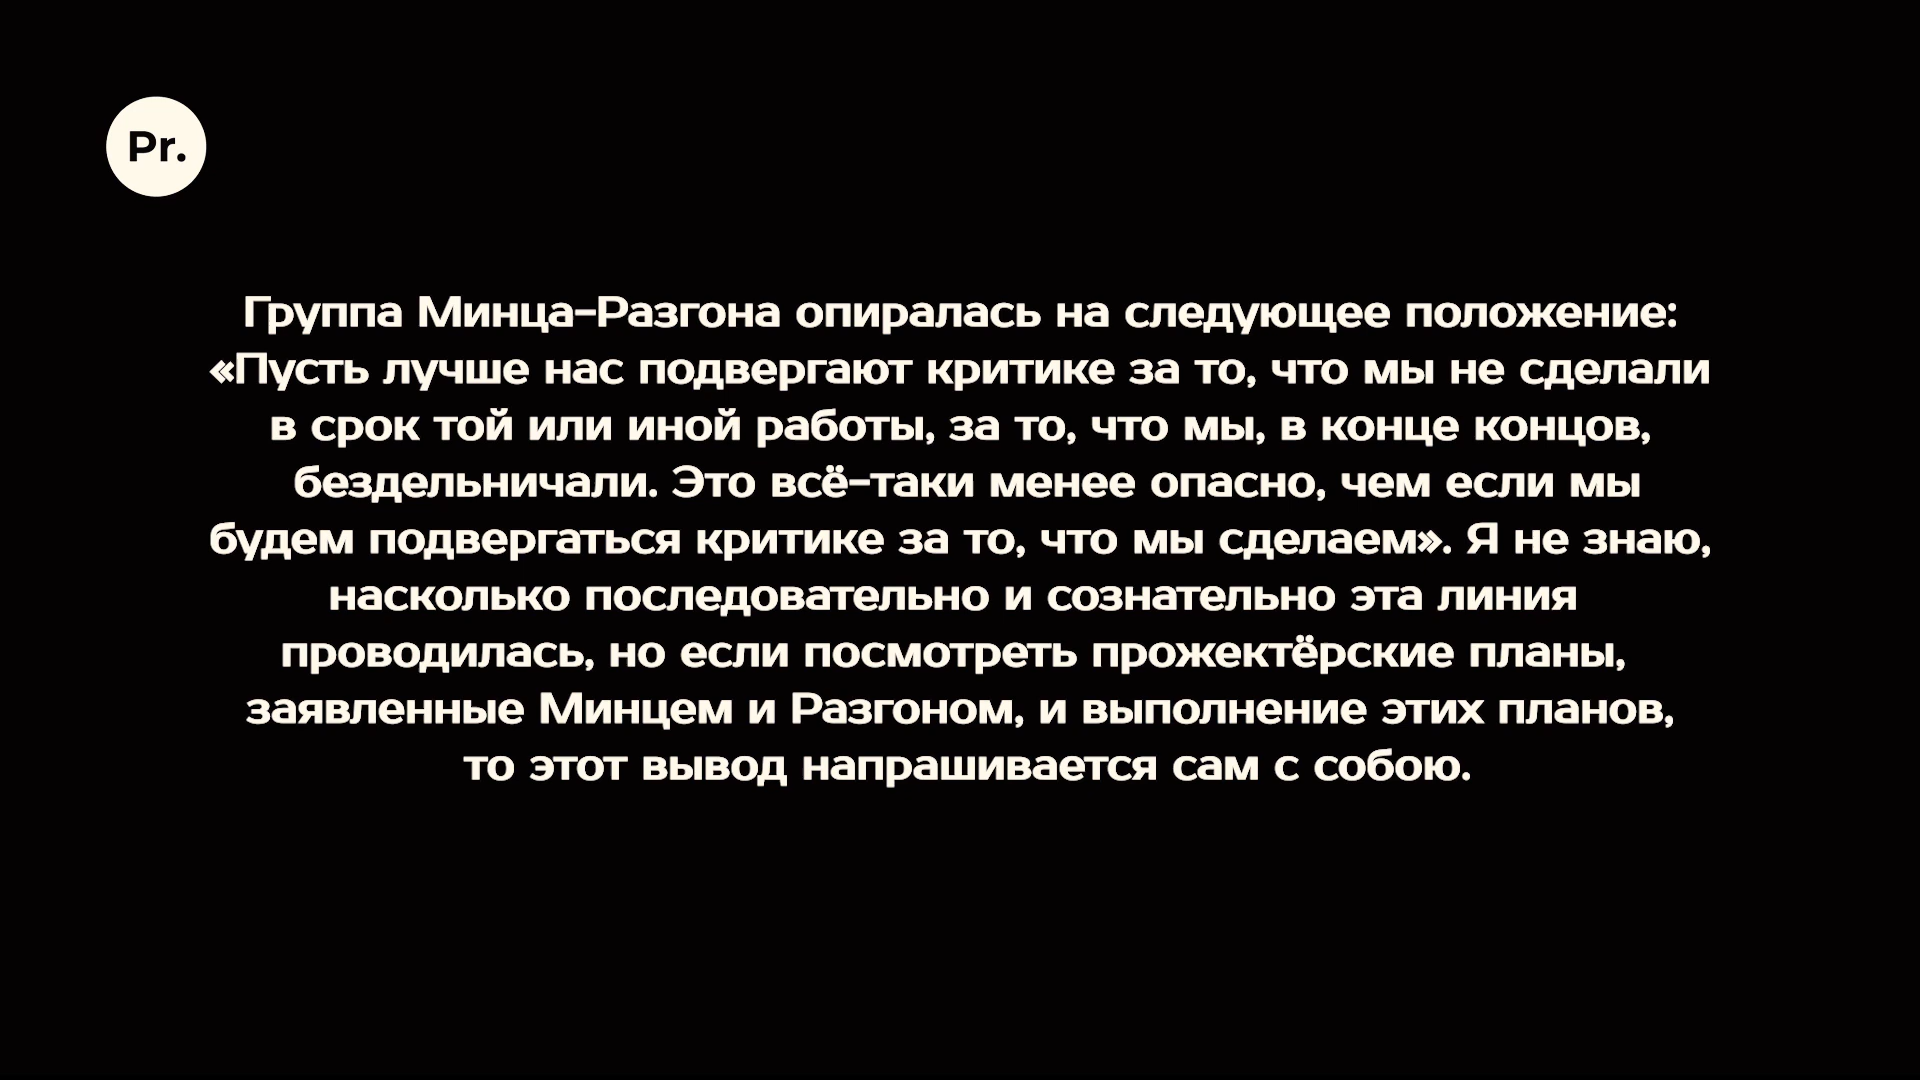 Pr.
Группа Минца-Разгона опиралась на следующее положение:
«Пусть лучше нас подвергают критике за то, что мы не сделали
в срок той или иной работы, за то, что мы, в конце концов,
бездельничали. Это всё-таки менее опасно, чем если мы
будем подвергаться критике за то, что мы сделаем». Я не знаю,
насколько последовательно и сознательно эта линия
проводилась, но если посмотреть прожектёрские планы,
заявленные Минцем и Разгоном, и выполнение этих планов,
то этот вывод напрашивается сам с собою.